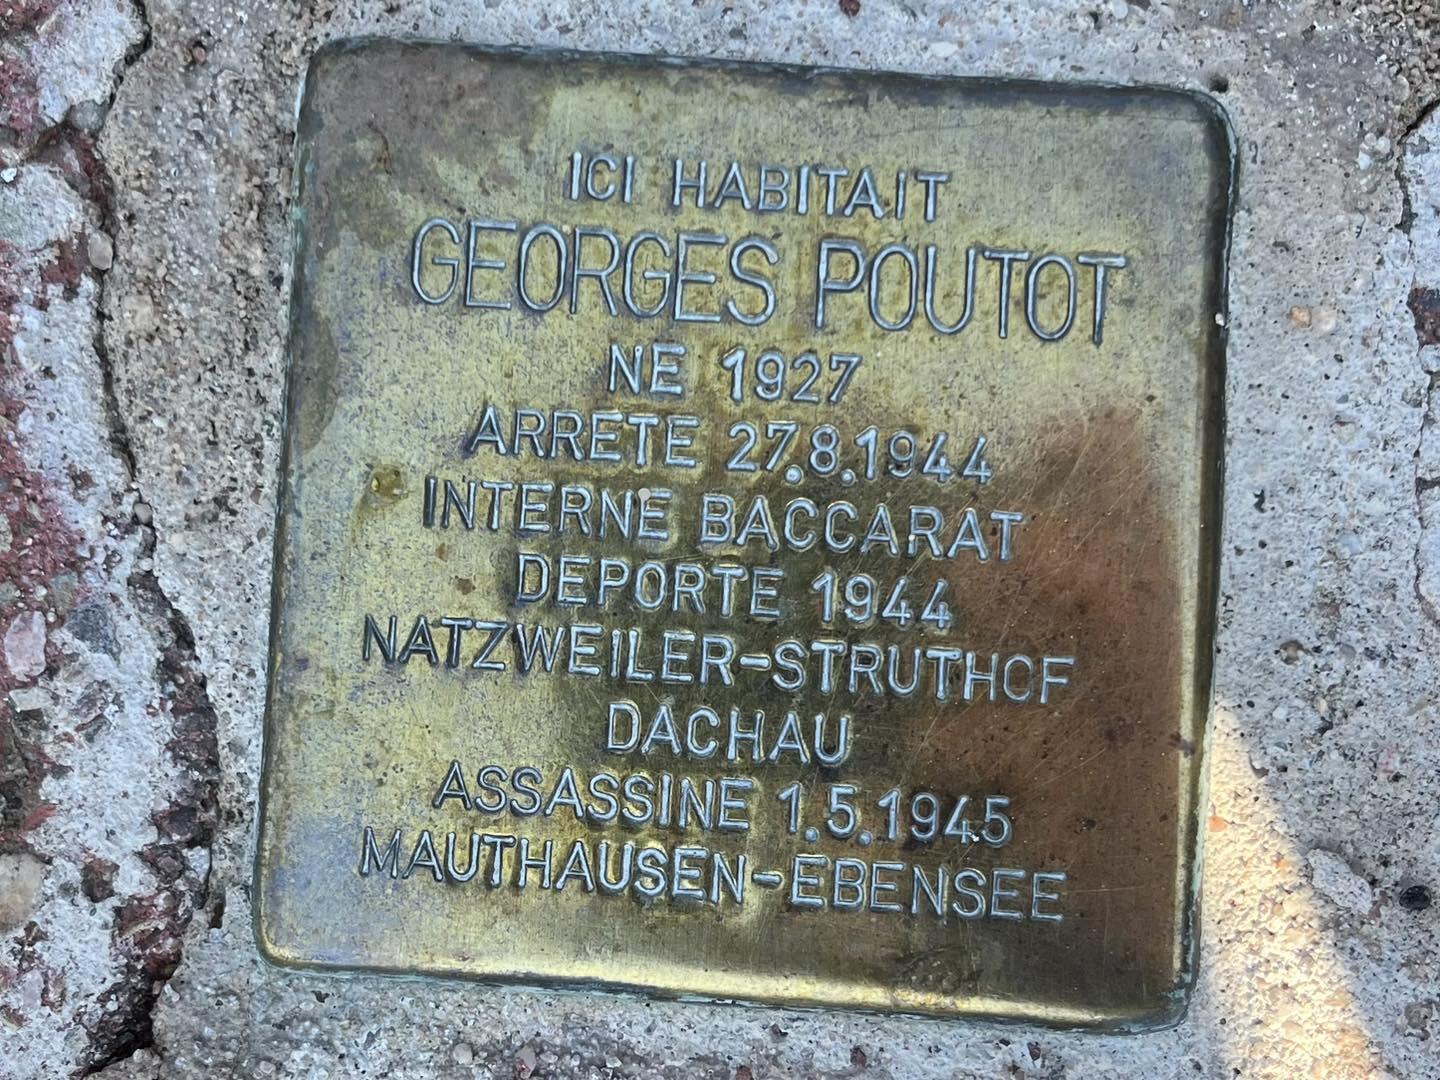 ICI HABITAIT
GEORGES POUTOT
NE 1927
ARRETE 27.8.1944
INTERNE BACCARAT
DEPORTE 1944
NATZWEILER-STRUTHOF
DACHAU
ASSASSINE 1.5.1945
MAUTHAUSEN-EBENSEE